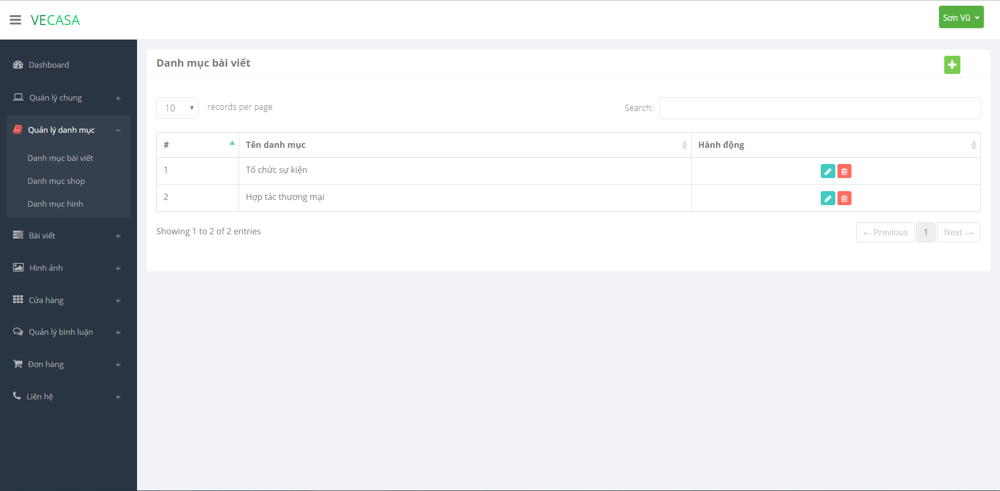 VECASA
Sơn Vũ
Dashboard
Quản lý chung
Quản lý danh mục
Danh mục bài viết
Danh mục shop
Danh mục hình
Bài viết
Hình ảnh
Cửa hàng
Quản lý bình luận
Đơn hàng
Liên hệ
Danh mục bài viết
10 records per page
Search:
# Tên danh mục Hành động
1 Tổ chức sự kiện
2 Hợp tác thương mại
Showing 1 to 2 of 2 entries
← Previous 1 Next →